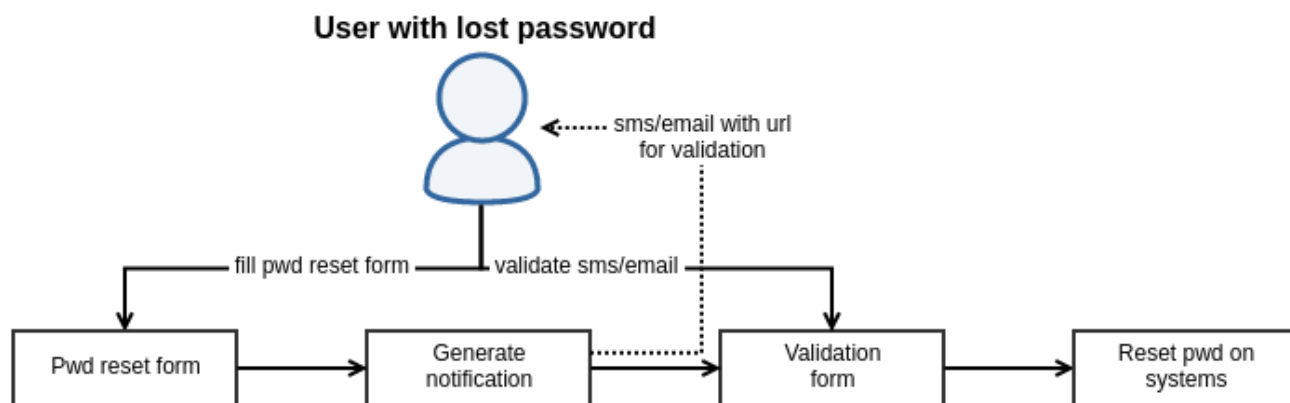 User with lost password
sms/email with url
for validation
fill pwd reset form
validate sms/email
Pwd reset form
Generate
notification
Validation
form
Reset pwd on
systems